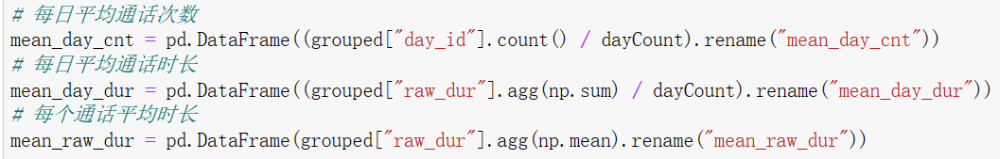 # 每日平均通话次数
mean_day_cnt = pd.DataFrame((grouped["day_id"].count() / dayCount).rename("mean_day_cnt"))
# 每日平均通话时长
mean_day_dur = pd.DataFrame((grouped["raw_dur"].agg(np.sum) / dayCount).rename("mean_day_dur"))
# 每个通话平均时长
mean_raw_dur = pd.DataFrame(grouped["raw_dur"].agg(np.mean).rename("mean_raw_dur"))